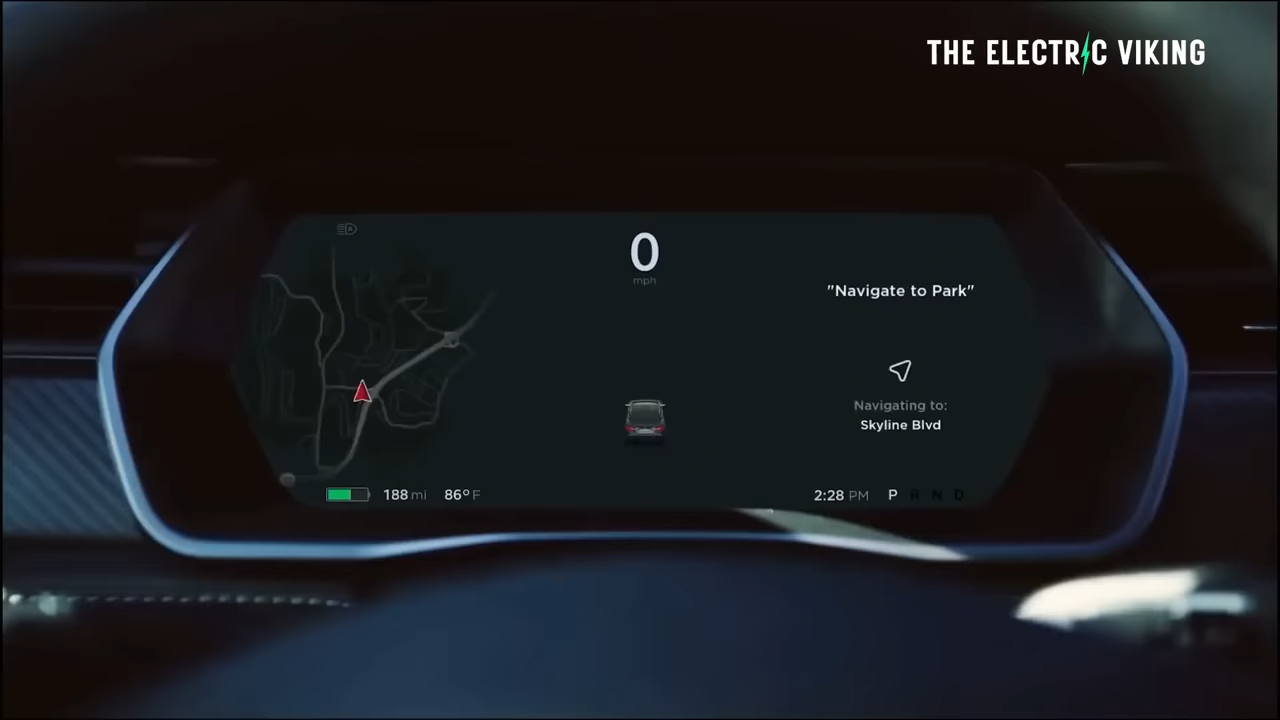 THE ELECTRIC VIKING
0
mph
"Navigate to Park"
Navigating to:
Skyline Blvd
188 mi 86° F
2:28 PM P R N D